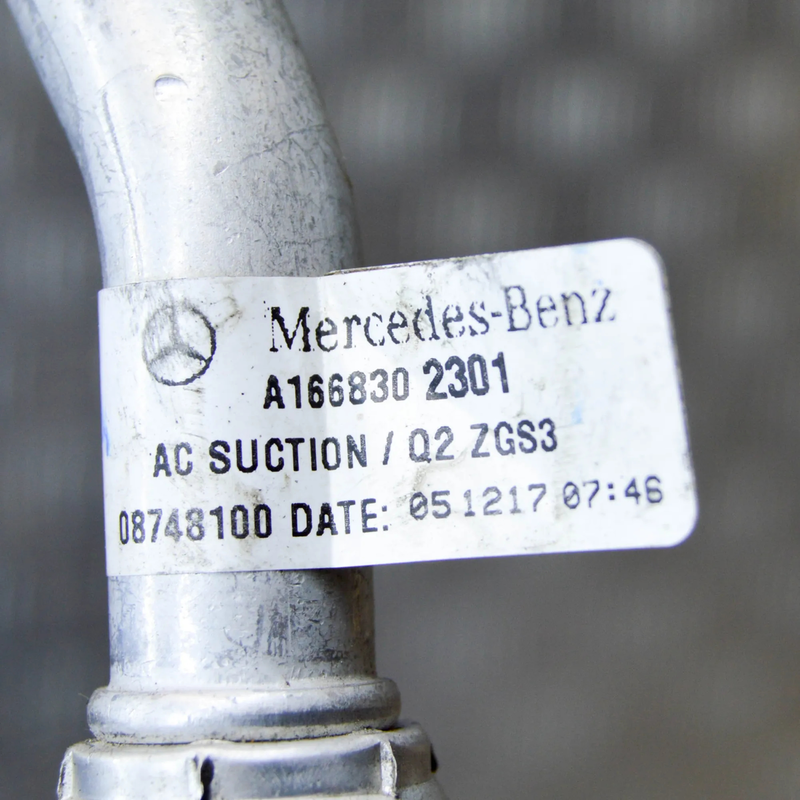 Mercedes-Benz
A166830 2301
AC SUCTION / Q2 ZGS3
08748100 DATE: 051217 07:46